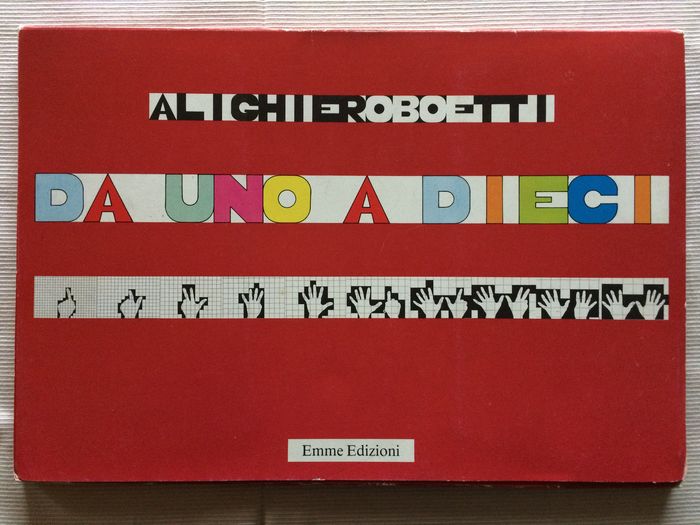 ALIGHIEROBOETTI
DA UNO A DIECI
Emme Edizioni